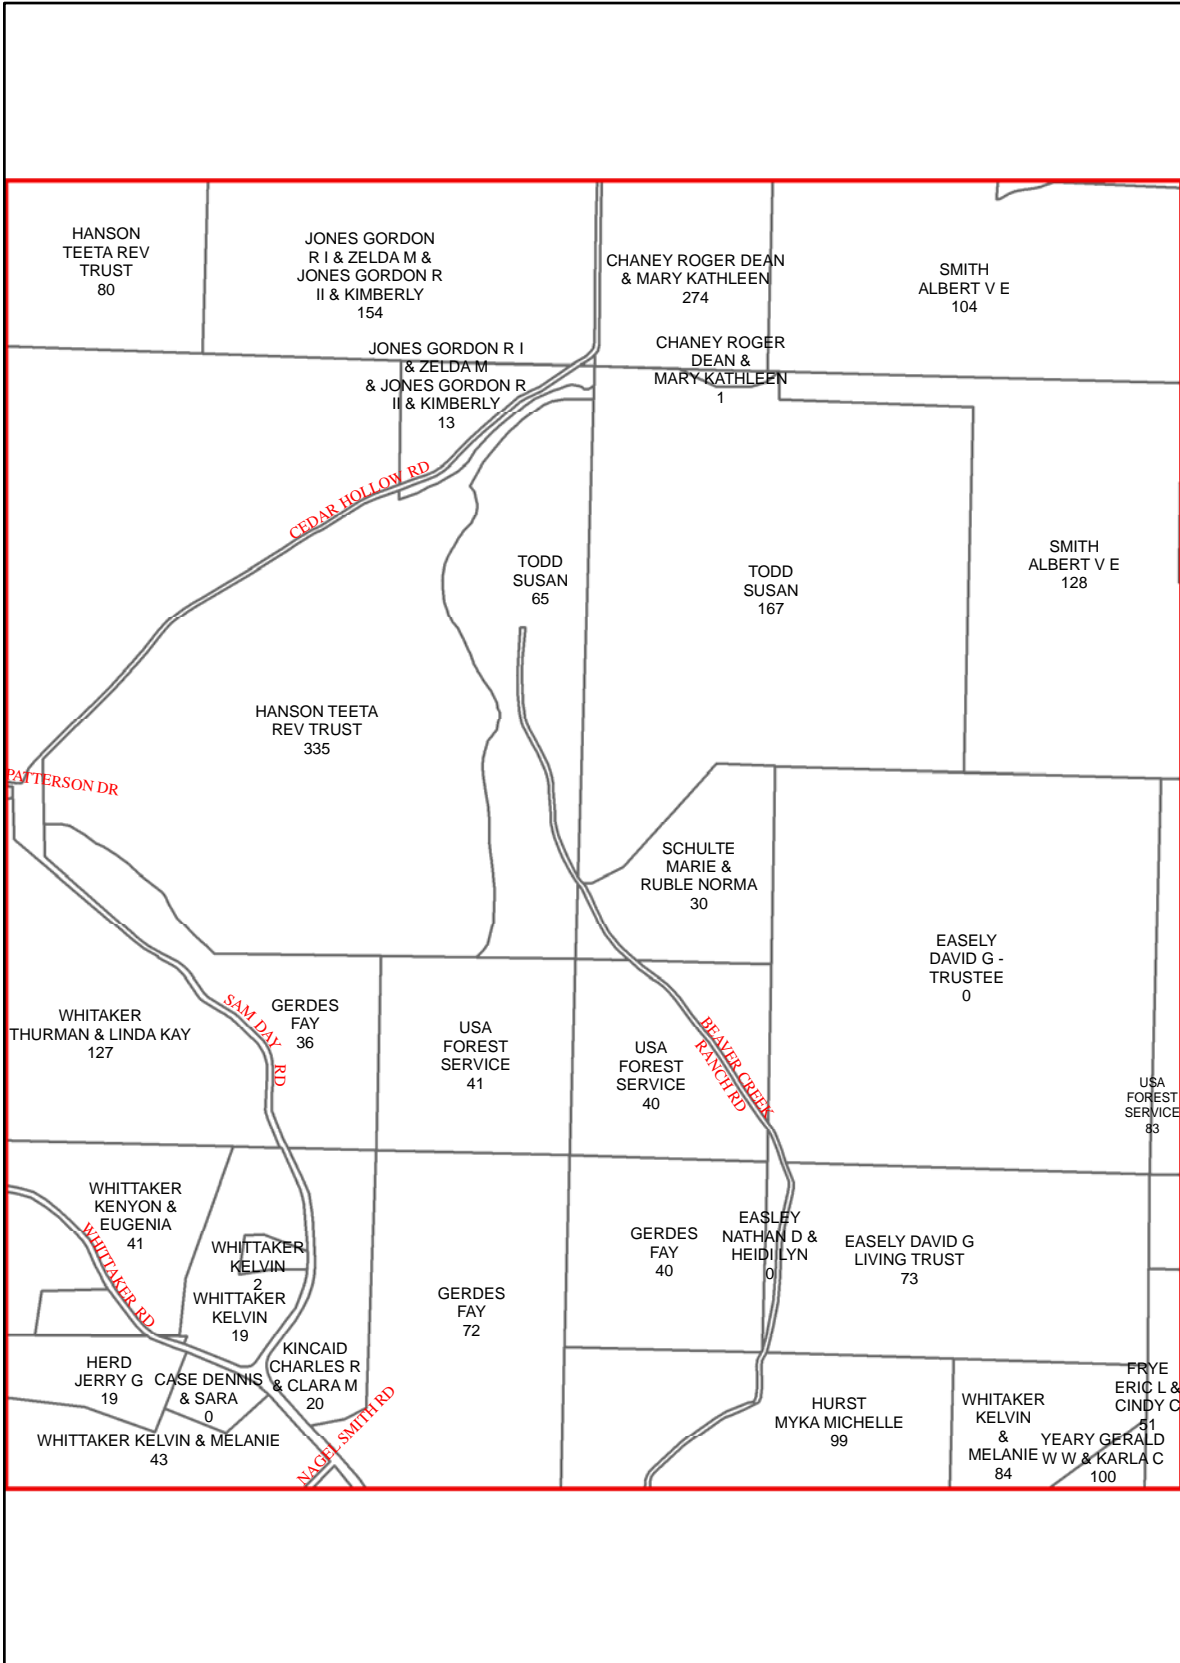 HANSON
TEETA REV
TRUST
80
JONES GORDON
R I & ZELDA M &
JONES GORDON R
II & KIMBERLY
154
CHANEY ROGER DEAN
& MARY KATHLEEN
274
SMITH
ALBERT V E
104
JONES GORDON R I
& ZELDA M
& JONES GORDON R
II & KIMBERLY
13
CHANEY ROGER
DEAN &
MARY KATHLEEN
1
CEDAR HOLLOW RD
TODD
SUSAN
65
TODD
SUSAN
167
SMITH
ALBERT V E
128
HANSON TEETA
REV TRUST
335
PATTERSON DR
SCHULTE
MARIE &
RUBLE NORMA
30
EASELY
DAVID G -
TRUSTEE
0
WHITAKER
THURMAN & LINDA KAY
127
SAM DAY RD
GERDES
FAY
36
USA
FOREST
SERVICE
41
USA
FOREST
SERVICE
40
BEAVER CREEK
RANCH RD
USA
FOREST
SERVICE
83
WHITTAKER
KENYON &
EUGENIA
41
WHITTAKER RD
WHITTAKER
KELVIN
2
WHITTAKER
KELVIN
19
GERDES
FAY
72
GERDES
FAY
40
EASLEY
NATHAN D &
HEIDI LYN
0
EASELY DAVID G
LIVING TRUST
73
HERD
JERRY G
19
CASE DENNIS
& SARA
0
KINCAID
CHARLES R
& CLARA M
20
NAGEL SMITH RD
WHITTAKER KELVIN & MELANIE
43
HURST
MYKA MICHELLE
99
WHITAKER
KELVIN
&
MELANIE
84
FRYE
ERIC L &
CINDY C
51
YEARY GERALD
W W & KARLA C
100